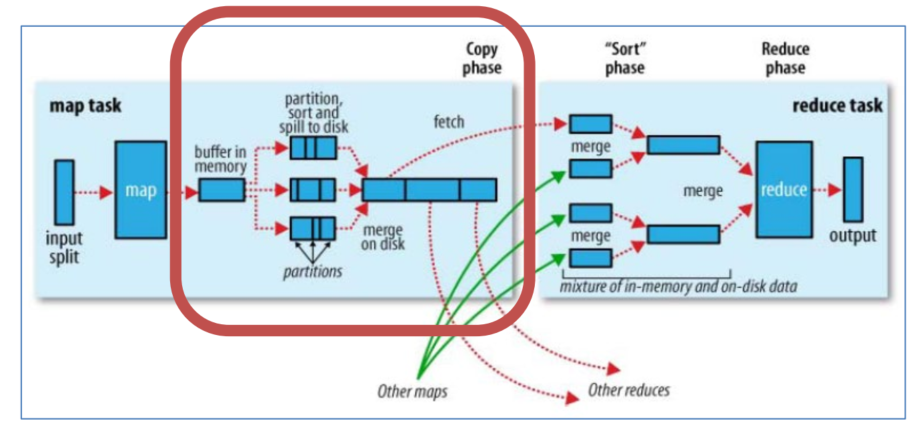 Copy
phase
"Sort"
phase
Reduce
phase
map task
reduce task
partition,
sort and
spill to disk
fetch
buffer in
memory
map
merge
merge
reduce
input
split
merge
on disk
merge
output
partitions
mixture of in-memory and on-disk data
Other maps
Other reduces